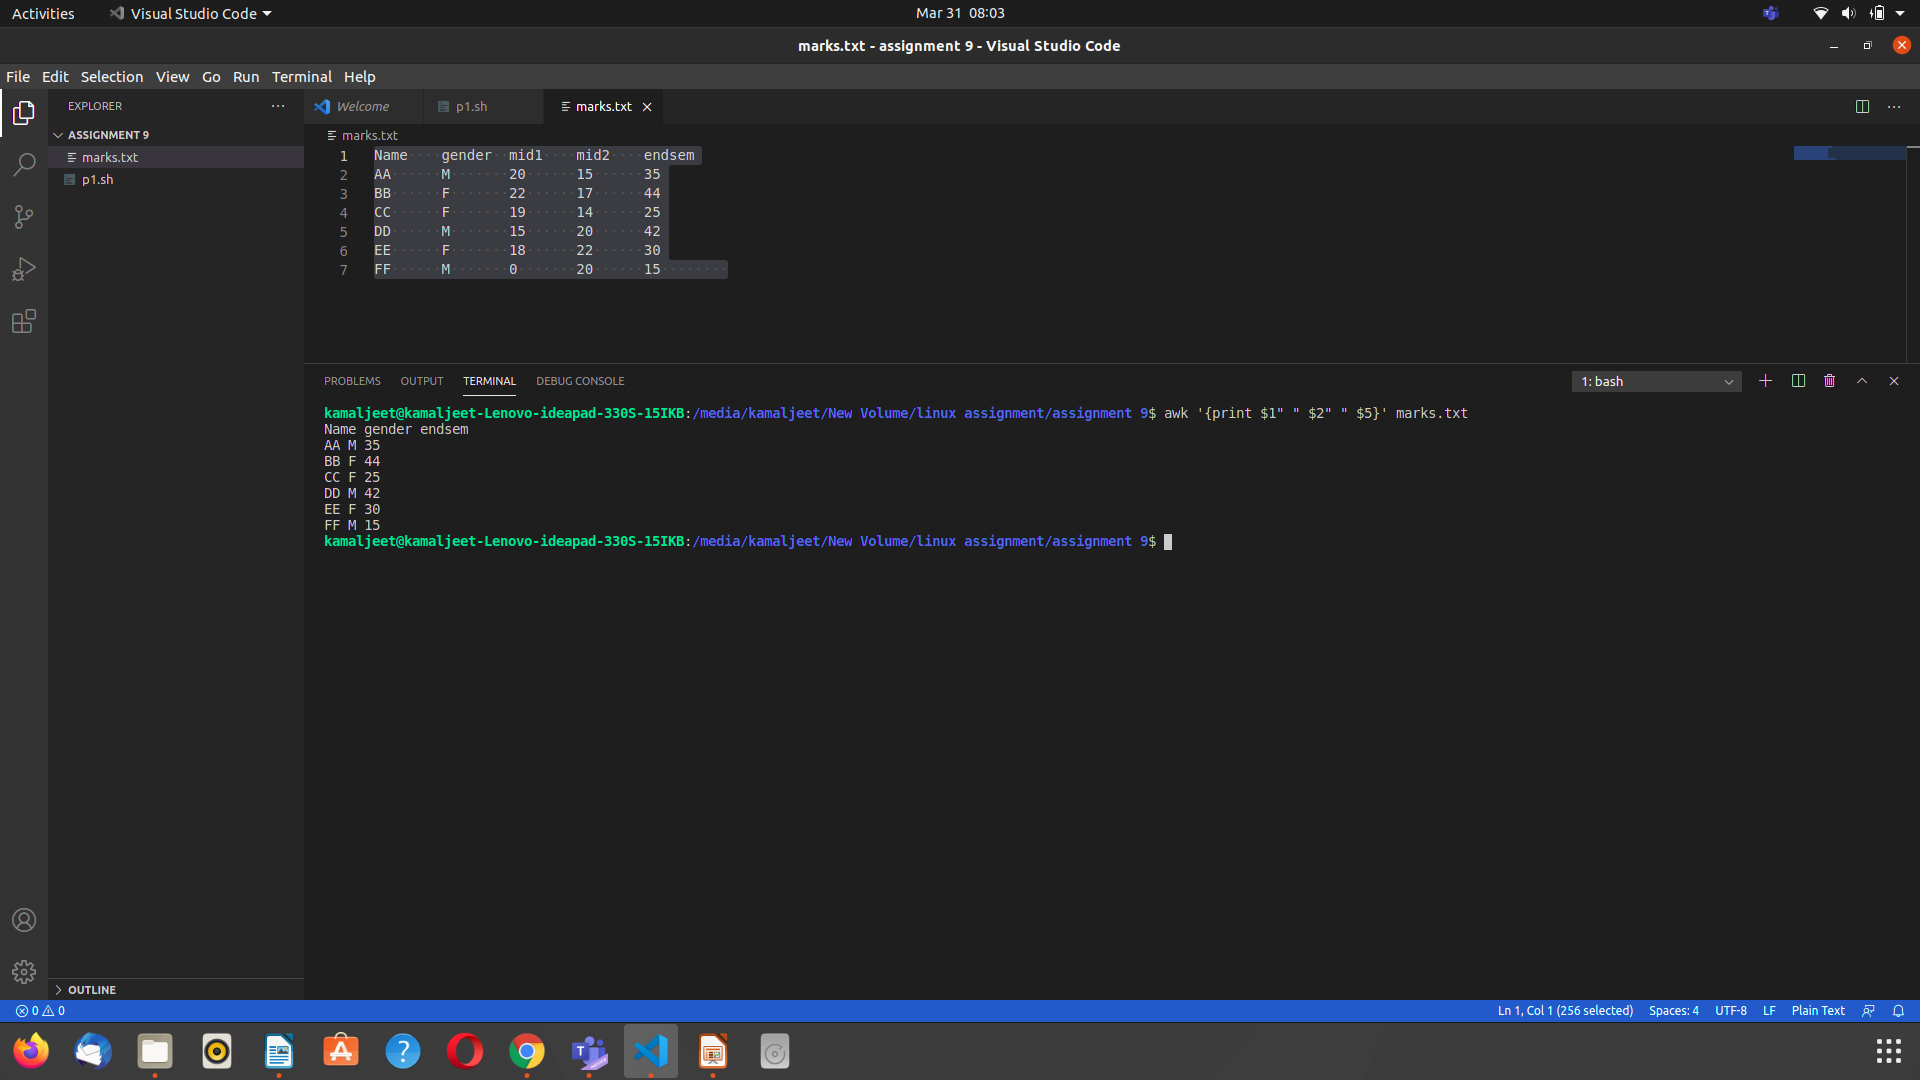 Activities Visual Studio Code Mar 31 08:03
marks.txt - assignment 9 - Visual Studio Code
File Edit Selection View Go Run Terminal Help
EXPLORER
ASSIGNMENT 9
marks.txt
p1.sh
OUTLINE
Welcome p1.sh marks.txt
marks.txt
1 Name gender mid1 mid2 endsem
2 AA M 20 15 35
3 BB F 22 17 44
4 CC F 19 14 25
5 DD M 15 20 42
6 EE F 18 22 30
7 FF M 0 20 15
PROBLEMS OUTPUT TERMINAL DEBUG CONSOLE 1: bash
kamaljeet@kamaljeet-Lenovo-ideapad-330S-15IKB:/media/kamaljeet/New Volume/linux assignment/assignment 9$ awk '{print $1" " $2" " $5}' marks.txt
Name gender endsem
AA M 35
BB F 44
CC F 25
DD M 42
EE F 30
FF M 15
kamaljeet@kamaljeet-Lenovo-ideapad-330S-15IKB:/media/kamaljeet/New Volume/linux assignment/assignment 9$
0 0 Ln 1, Col 1 (256 selected) Spaces: 4 UTF-8 LF Plain Text